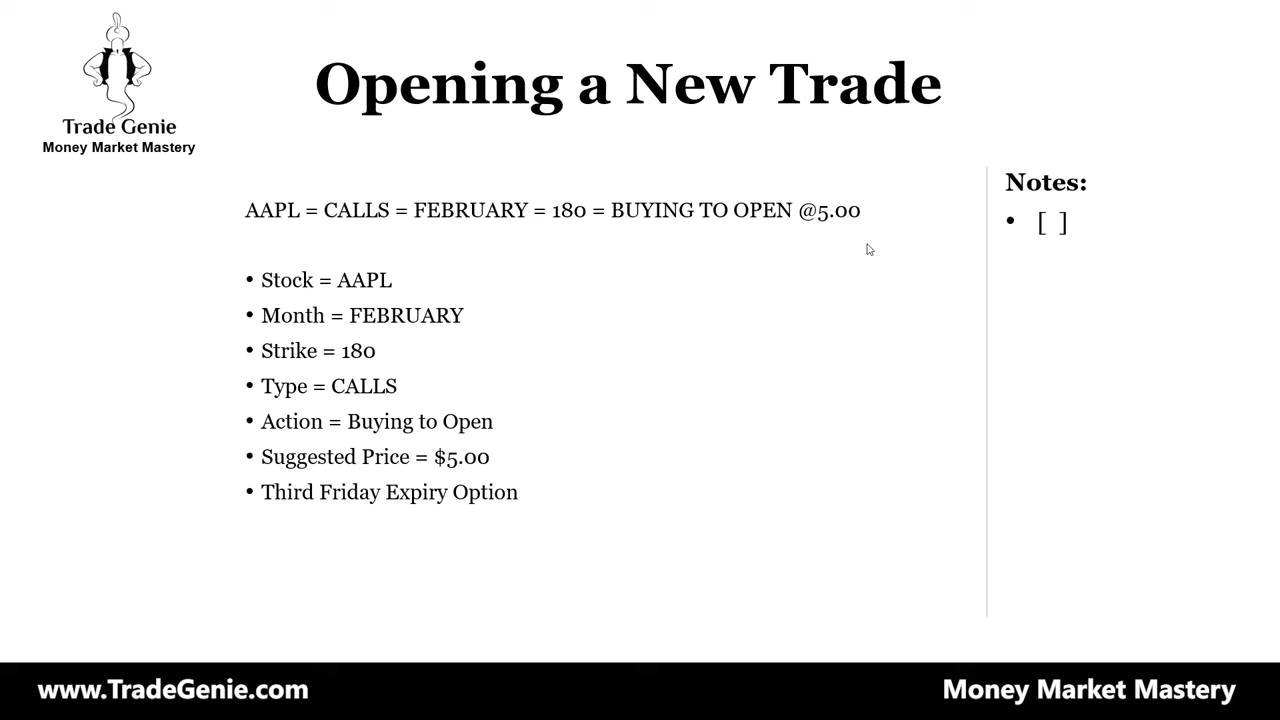 Trade Genie
Money Market Mastery
Opening a New Trade
AAPL = CALLS = FEBRUARY = 180 = BUYING TO OPEN @5.00
• Stock = AAPL
• Month = FEBRUARY
• Strike = 180
• Type = CALLS
• Action = Buying to Open
• Suggested Price = $5.00
• Third Friday Expiry Option
Notes:
• [ ]
www.TradeGenie.com
Money Market Mastery